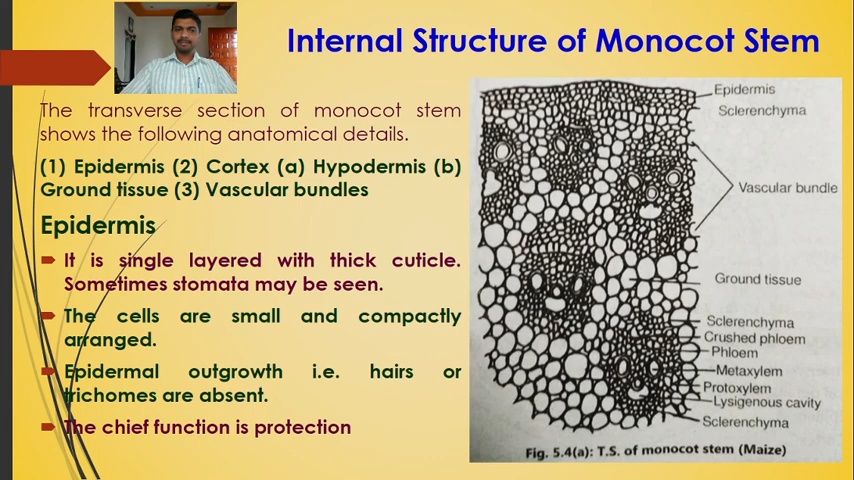 Internal Structure of Monocot Stem
The transverse section of monocot stem
shows the following anatomical details.
(1) Epidermis (2) Cortex (a) Hypodermis (b)
Ground tissue (3) Vascular bundles
Epidermis
It is single layered with thick cuticle.
Sometimes stomata may be seen.
The cells are small and compactly
arranged.
Epidermal outgrowth i.e. hairs or
trichomes are absent.
The chief function is protection
Epidermis
Sclerenchyma
Vascular bundle
Ground tissue
Sclerenchyma
Crushed phloem
Phloem
Metaxylem
Protoxylem
Lysigenous cavity
Sclerenchyma
Fig. 5.4(a): T.S. of monocot stem (Maize)